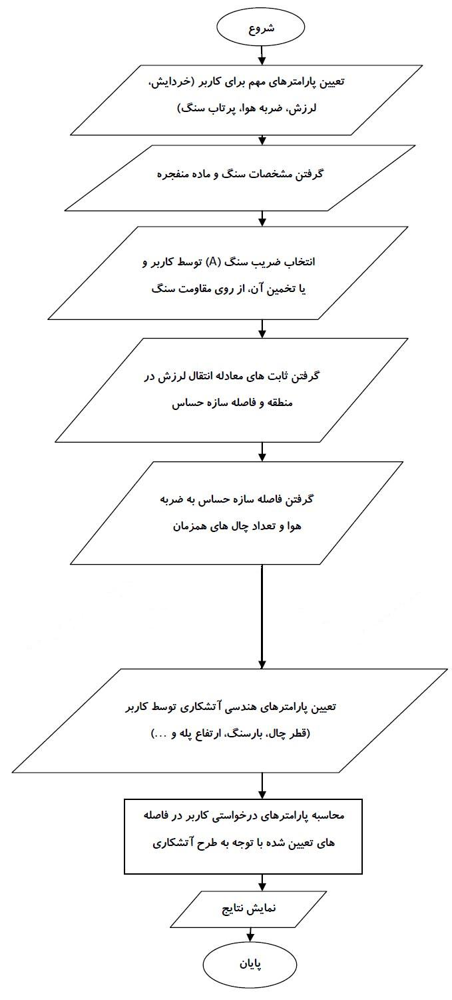 شروع
تعیین پارامترهای مهم برای کاربر (خردایش،
لرزش، ضربه هوا، پرتاب سنگ)
گرفتن مشخصات سنگ و ماده منفجره
انتخاب ضریب سنگ (A) توسط کاربر و
یا تخمین آن، از روی مقاومت سنگ
گرفتن ثابت های معادله انتقال لرزش در
منطقه و فاصله سازه حساس
گرفتن فاصله سازه حساس به ضربه
هوا و تعداد چال های همزمان
تعیین پارامترهای هندسی آتشکاری توسط کاربر
(قطر چال، بارسنگ، ارتفاع پله و ...)
محاسبه پارامترهای درخواستی کاربر در فاصله
های تعیین شده با توجه به طرح آتشکاری
نمایش نتایج
پایان